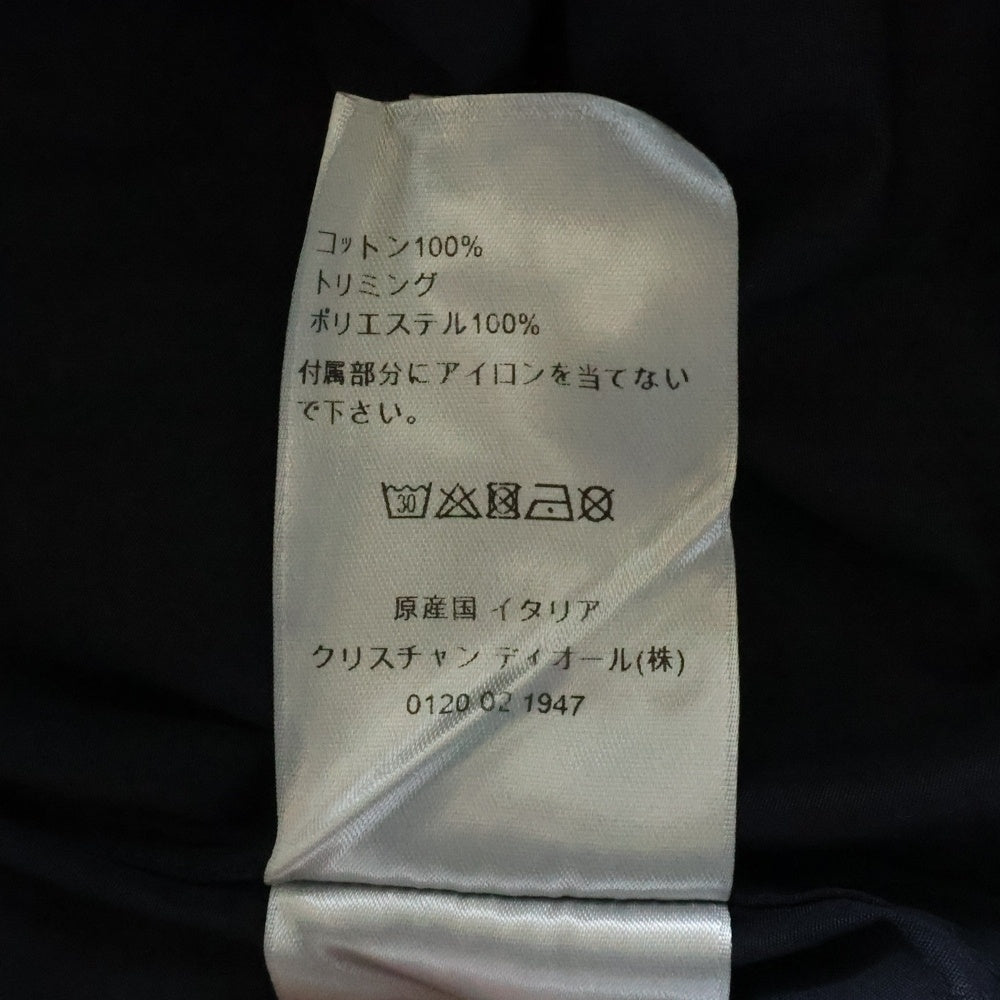 コットン100%
トリミング
ポリエステル100%
付属部分にアイロンを当てない
で下さい。
30
原産国 イタリア
クリスチャン ディオール(株)
0120 02 1947